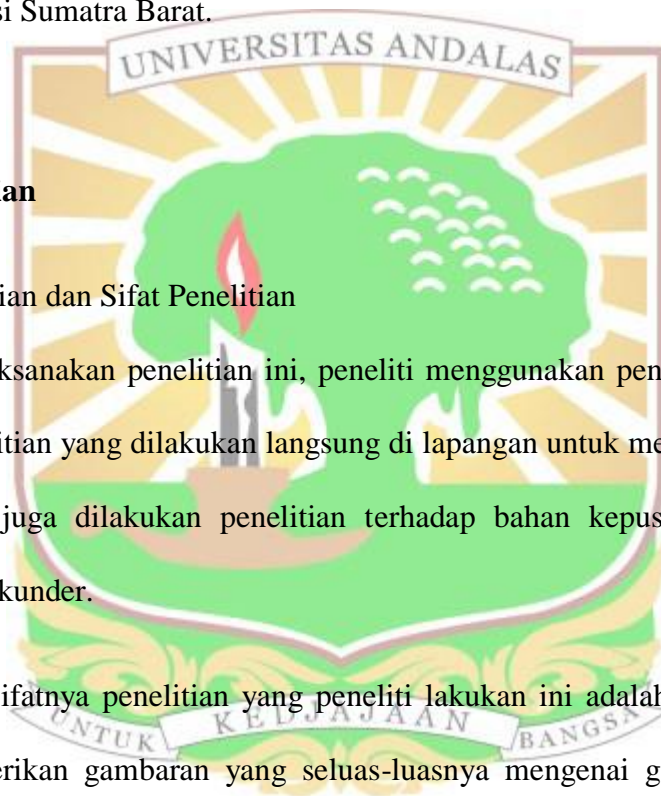 si Sumatra Barat.
UNIVERSITAS ANDALAS
ian dan Sifat Penelitian
ksanakan penelitian ini, peneliti menggunakan pen
itian yang dilakukan langsung di lapangan untuk me
juga dilakukan penelitian terhadap bahan kepus
kunder.
ifatnya penelitian yang peneliti lakukan ini adalah
UNTUK KEDJAJAAN BANGSA
erikan gambaran yang seluas-luasnya mengenai g